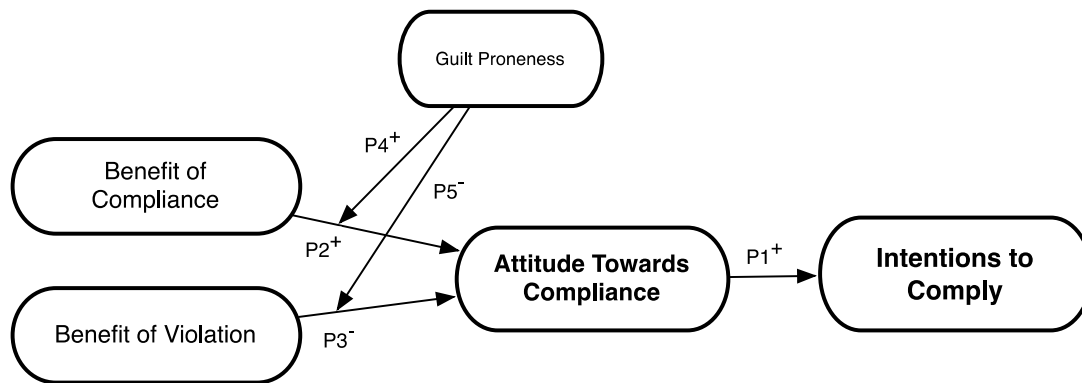 Guilt Proneness
P4+
Benefit of
Compliance
P5-
P2+
Attitude Towards
Compliance
P1+
Intentions to
Comply
Benefit of Violation
P3-